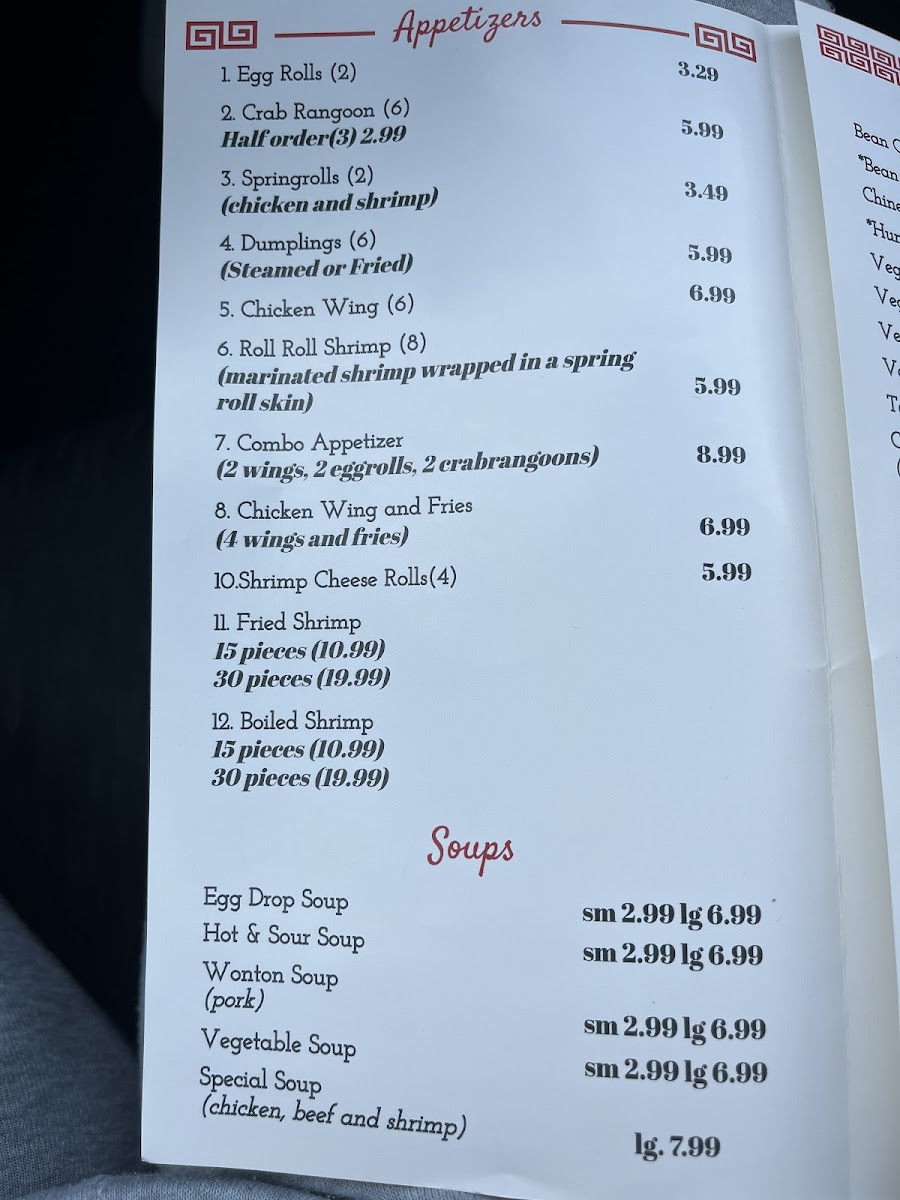 Appetizers
1. Egg Rolls (2) 3.29
2. Crab Rangoon (6)
Half order(3) 2.99 5.99
3. Springrolls (2)
(chicken and shrimp) 3.49
4. Dumplings (6)
(Steamed or Fried) 5.99
5. Chicken Wing (6) 6.99
6. Roll Roll Shrimp (8)
(marinated shrimp wrapped in a spring
roll skin) 5.99
7. Combo Appetizer
(2 wings, 2 eggrolls, 2 crabrangoons) 8.99
8. Chicken Wing and Fries
(4 wings and fries) 6.99
10.Shrimp Cheese Rolls(4) 5.99
11. Fried Shrimp
15 pieces (10.99)
30 pieces (19.99)
12. Boiled Shrimp
15 pieces (10.99)
30 pieces (19.99)
Soups
Egg Drop Soup sm 2.99 lg 6.99
Hot & Sour Soup sm 2.99 lg 6.99
Wonton Soup
(pork) sm 2.99 lg 6.99
Vegetable Soup sm 2.99 lg 6.99
Special Soup
(chicken, beef and shrimp) lg. 7.99
Bean
*Bean